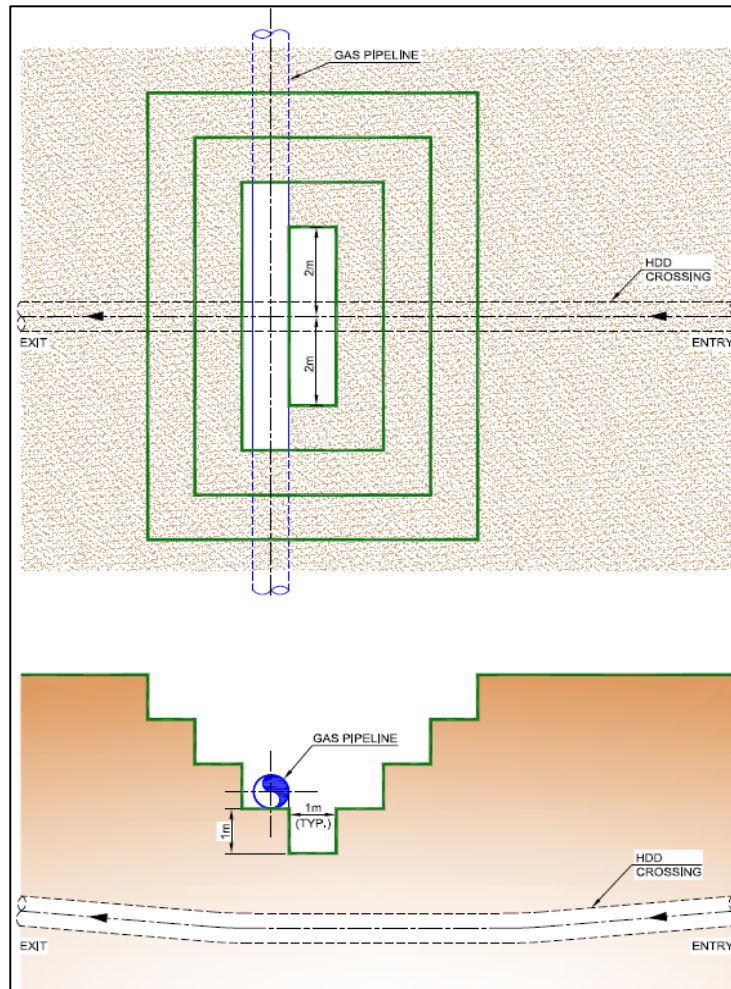 GAS PIPELINE
2m
HDD
CROSSING
EXIT
ENTRY
2m
GAS PIPELINE
1m
(TYP.)
1m
HDD
CROSSING
EXIT
ENTRY